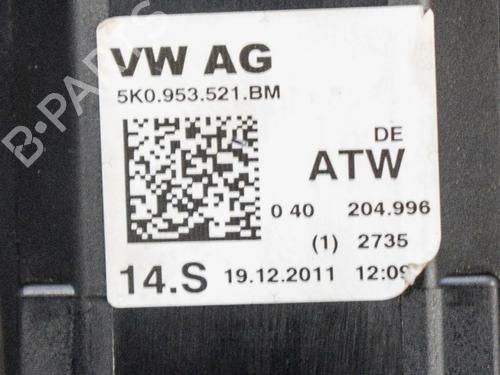 VW AG
5K0.953.521.BM
DE
ATW
0 40 204.996
(1) 2735
14.S 19.12.2011 12:09
B-PARTS